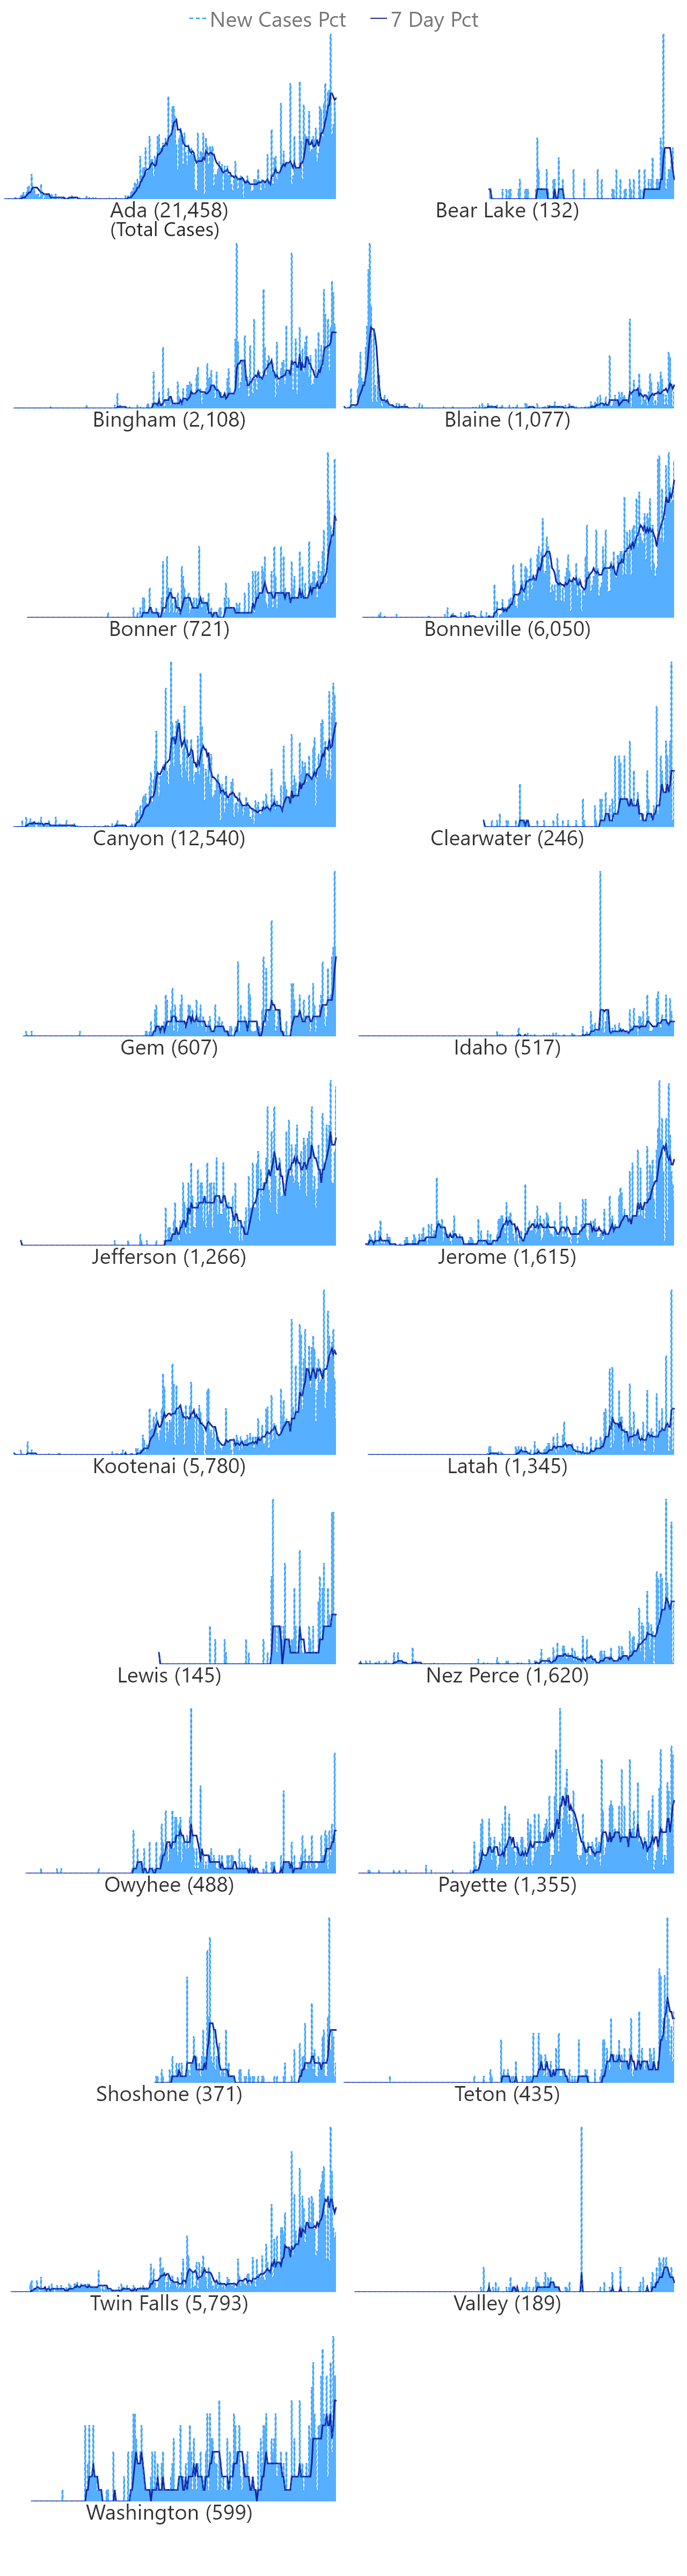 New Cases Pct 7 Day Pct
Ada (21,458)
(Total Cases)
Bear Lake (132)
Bingham (2,108)
Blaine (1,077)
Bonner (721)
Bonneville (6,050)
Canyon (12,540)
Clearwater (246)
Gem (607)
Idaho (517)
Jefferson (1,266)
Jerome (1,615)
Kootenai (5,780)
Latah (1,345)
Lewis (145)
Nez Perce (1,620)
Owyhee (488)
Payette (1,355)
Shoshone (371)
Teton (435)
Twin Falls (5,793)
Valley (189)
Washington (599)